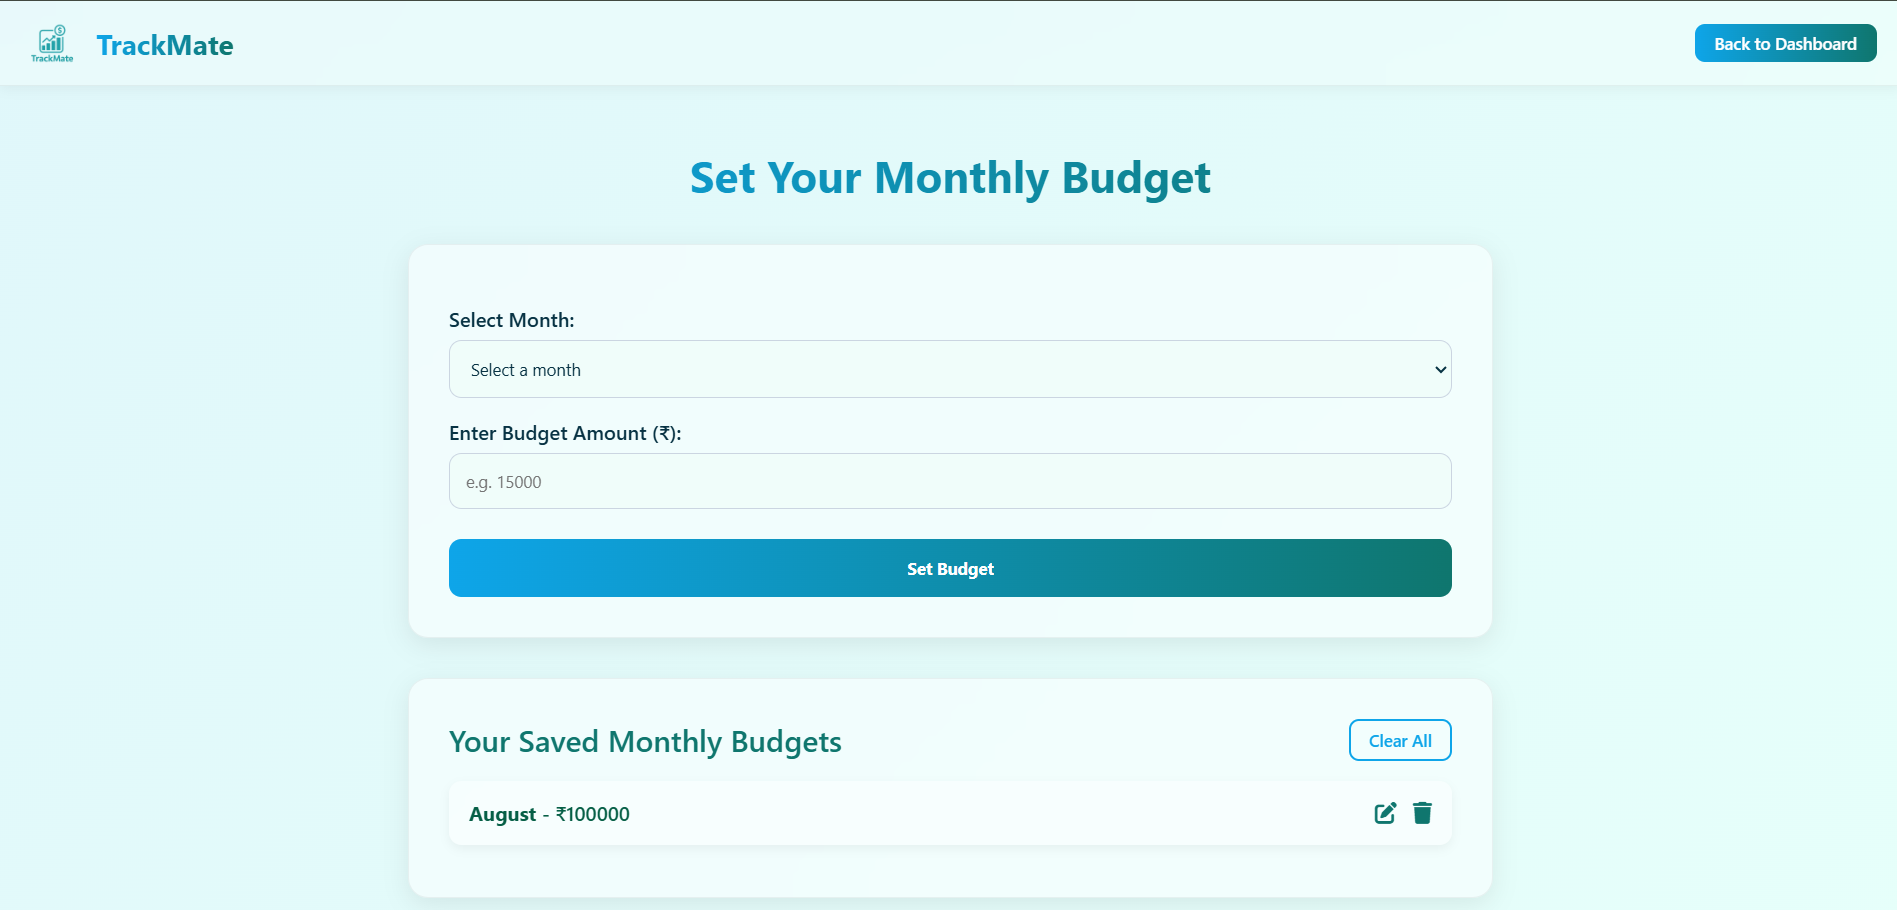 TrackMate
TrackMate
Back to Dashboard
Set Your Monthly Budget
Select Month:
Select a month
Enter Budget Amount (₹):
e.g. 15000
Set Budget
Your Saved Monthly Budgets
Clear All
August - ₹100000